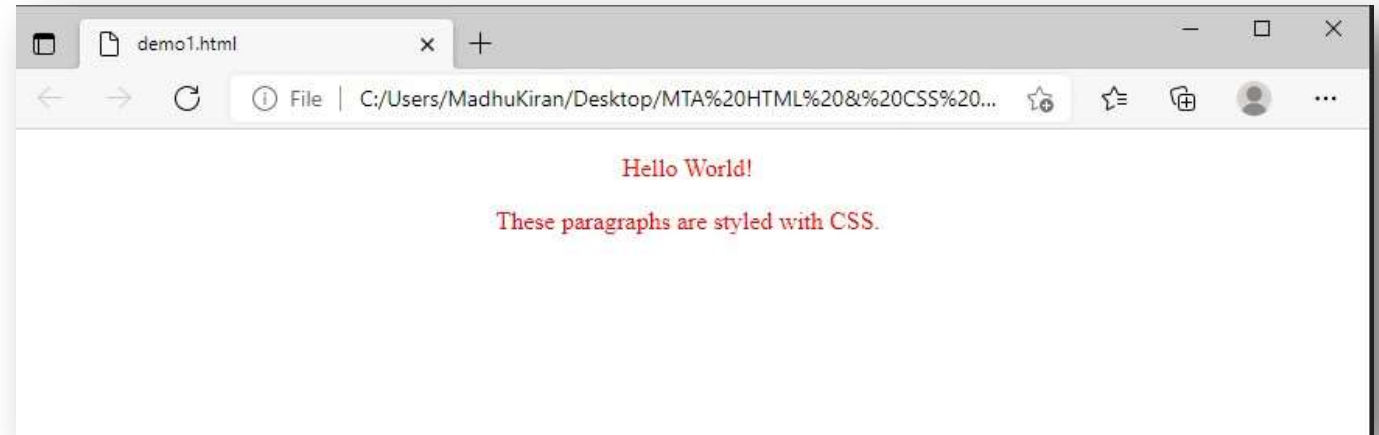 demo1.html
File C:/Users/MadhuKiran/Desktop/MTA%20HTML%20&%20CSS%20...
Hello World!
These paragraphs are styled with CSS.